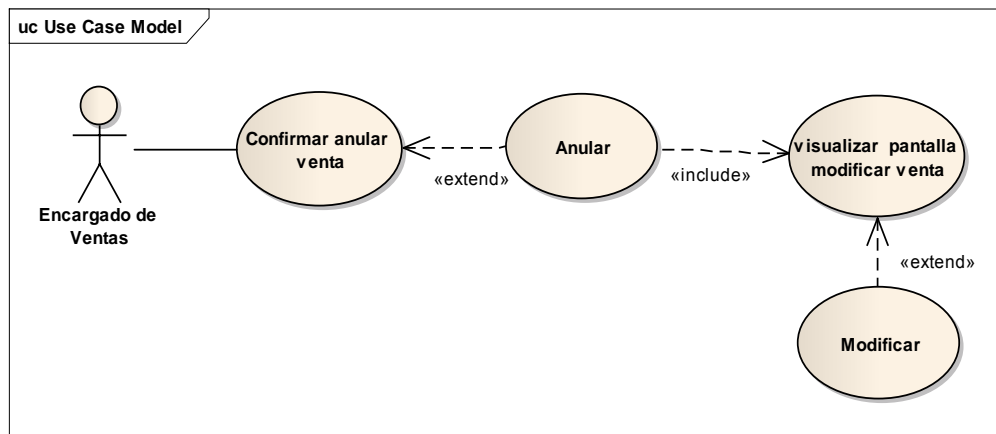 uc Use Case Model
Encargado de
Ventas
Confirmar anular
venta
«extend»
Anular
«include»
visualizar pantalla
modificar venta
«extend»
Modificar